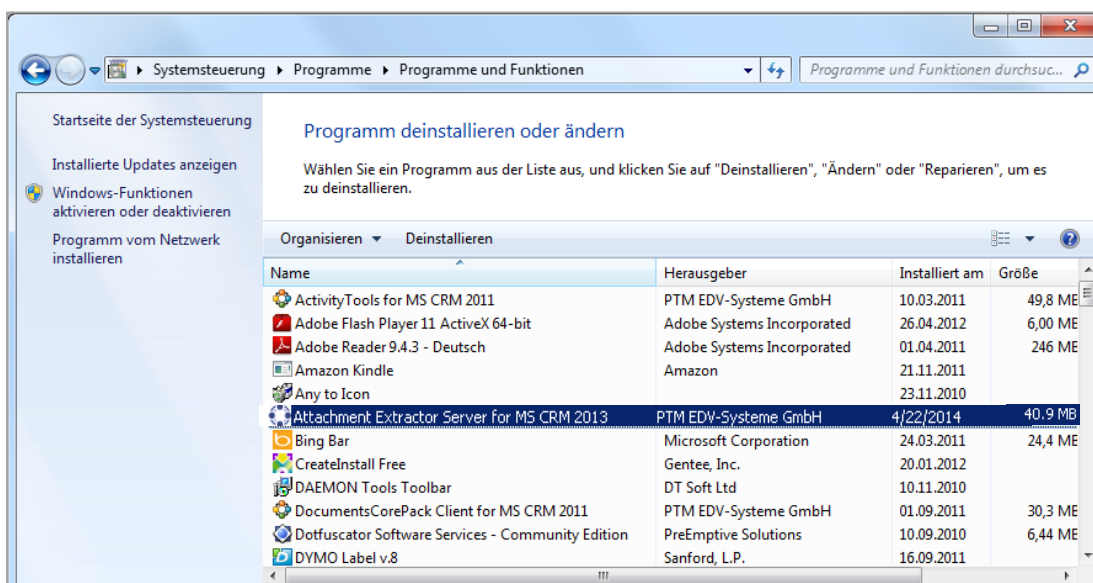 Systemsteuerung Programme Programme und Funktionen Programme und Funktionen durchsuc...
Startseite der Systemsteuerung
Installierte Updates anzeigen
Windows-Funktionen
aktivieren oder deaktivieren
Programm vom Netzwerk
installieren
Programm deinstallieren oder ändern
Wählen Sie ein Programm aus der Liste aus, und klicken Sie auf "Deinstallieren", "Ändern" oder "Reparieren", um es
zu deinstallieren.
Organisieren Deinstallieren
Name Herausgeber Installiert am Größe
ActivityTools for MS CRM 2011 PTM EDV-Systeme GmbH 10.03.2011 49,8 ME
Adobe Flash Player 11 ActiveX 64-bit Adobe Systems Incorporated 26.04.2012 6,00 ME
Adobe Reader 9.4.3 - Deutsch Adobe Systems Incorporated 01.04.2011 246 ME
Amazon Kindle Amazon 21.11.2011
Any to Icon 23.11.2010
Attachment Extractor Server for MS CRM 2013 PTM EDV-Systeme GmbH 4/22/2014 40.9 MB
Bing Bar Microsoft Corporation 24.03.2011 24,4 ME
CreateInstall Free Gentee, Inc. 20.01.2012
DAEMON Tools Toolbar DT Soft Ltd 10.11.2010
DocumentsCorePack Client for MS CRM 2011 PTM EDV-Systeme GmbH 01.09.2011 30,3 ME
Dotfuscator Software Services - Community Edition PreEmptive Solutions 10.09.2010 6,44 ME
DYMO Label v.8 Sanford, L.P. 16.09.2011